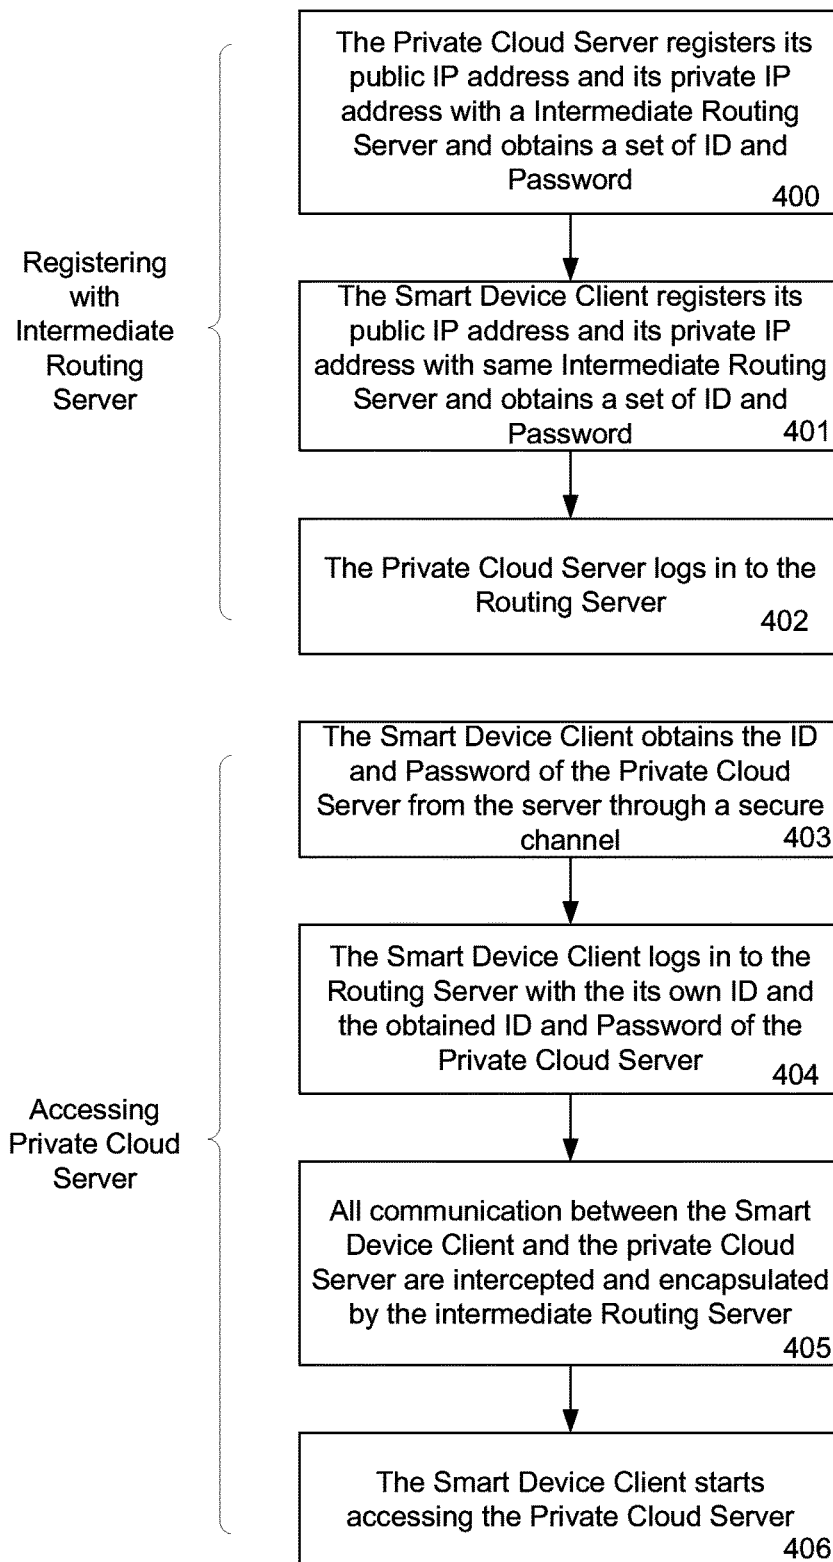 Registering
with
Intermediate
Routing
Server
The Private Cloud Server registers its
public IP address and its private IP
address with a Intermediate Routing
Server and obtains a set of ID and
Password
400
The Smart Device Client registers its
public IP address and its private IP
address with same Intermediate Routing
Server and obtains a set of ID and
Password
401
The Private Cloud Server logs in to the
Routing Server
402
Accessing
Private Cloud
Server
The Smart Device Client obtains the ID
and Password of the Private Cloud
Server from the server through a secure
channel
403
The Smart Device Client logs in to the
Routing Server with the its own ID and
the obtained ID and Password of the
Private Cloud Server
404
All communication between the Smart
Device Client and the private Cloud
Server are intercepted and encapsulated
by the intermediate Routing Server
405
The Smart Device Client starts
accessing the Private Cloud Server
406